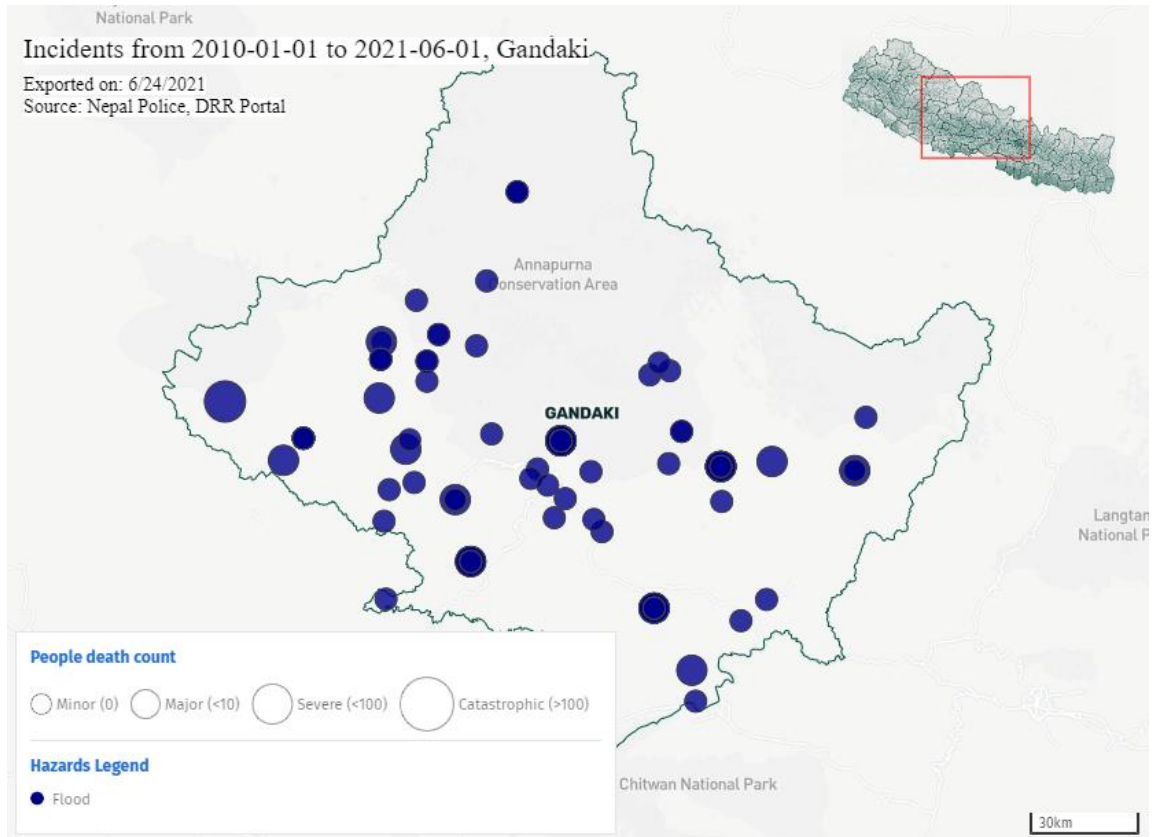 National Park
Incidents from 2010-01-01 to 2021-06-01, Gandaki
Exported on: 6/24/2021
Source: Nepal Police, DRR Portal
Annapurna
Conservation Area
GANDAKI
Langtan
National P
People death count
Minor (0) Major (<10) Severe (<100) Catastrophic (>100)
Hazards Legend
Flood
Chitwan National Park
30km